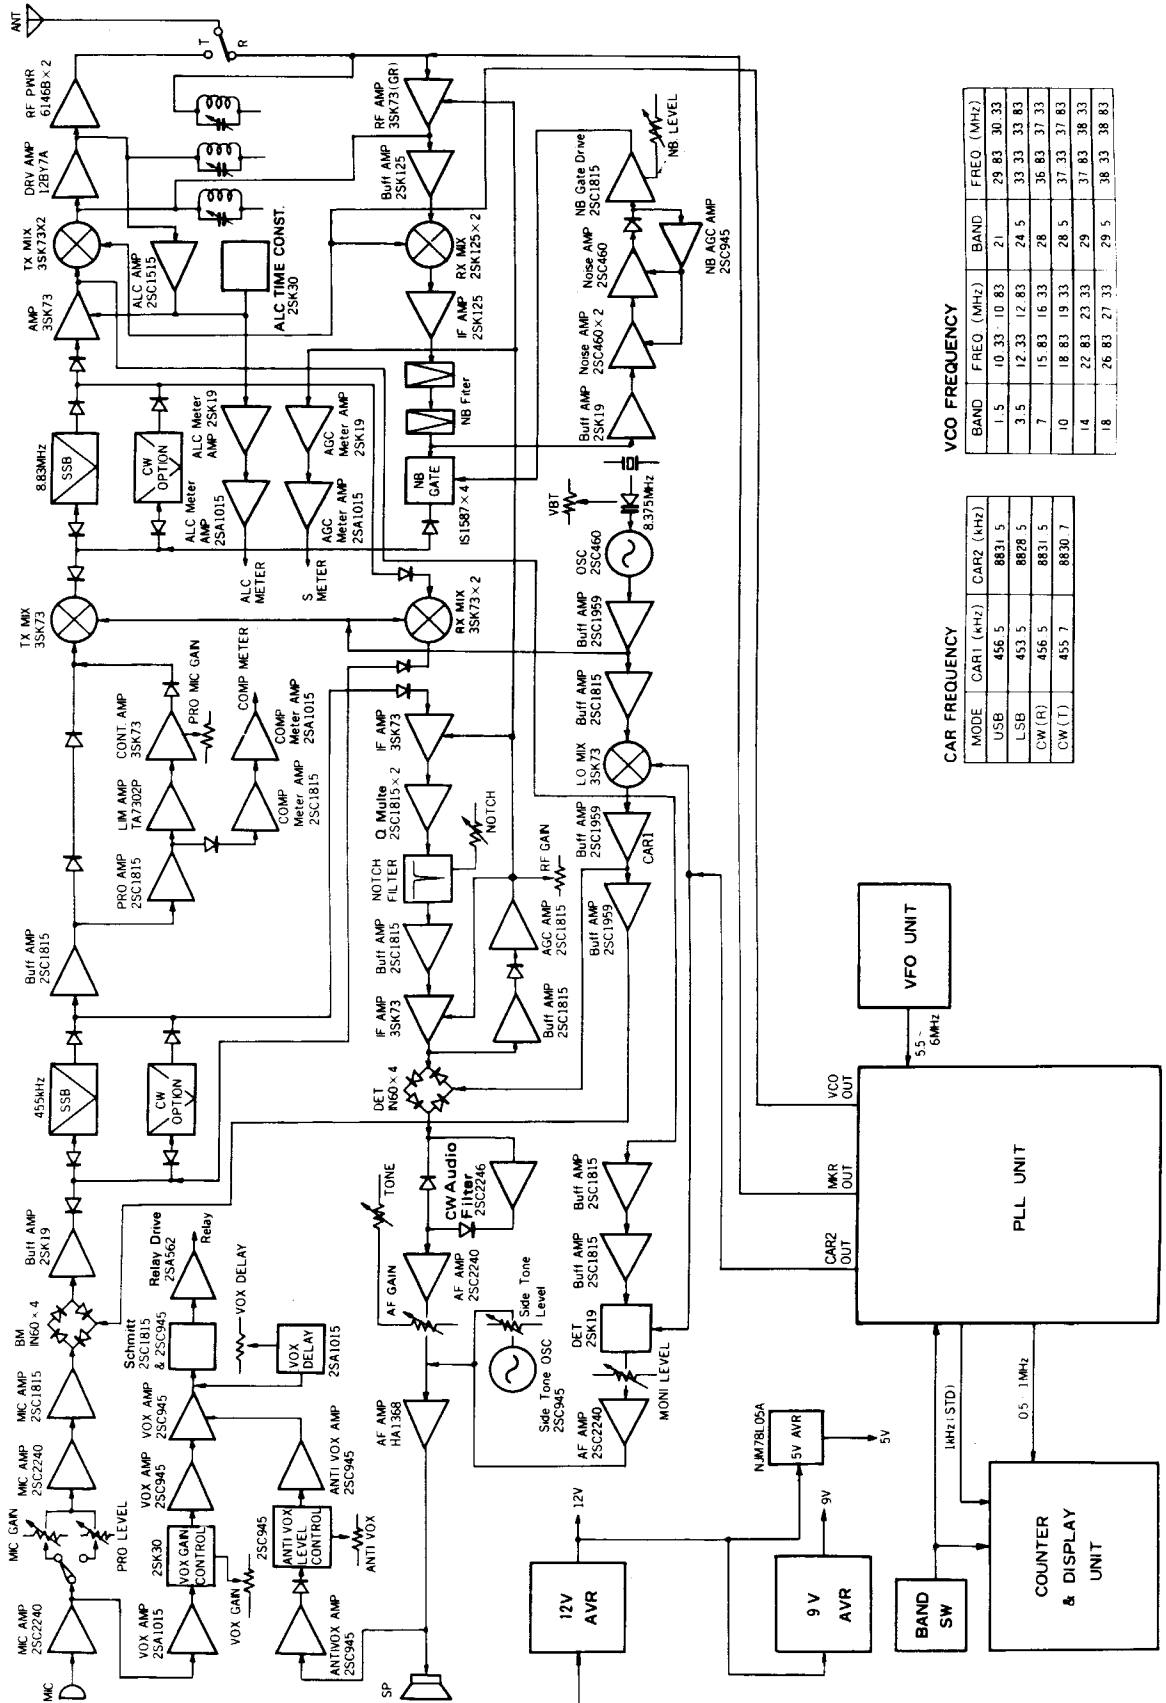 ANT
T
R
RF PWR
6146B × 2
DRV AMP
12BY7A
TX MIX
3SK73X2
AMP
3SK73
ALC AMP
2SC1515
ALC TIME CONST.
2SK30
8.83MHz
SSB
CW
OPTION
ALC Meter
AMP 2SK19
ALC Meter
AMP 2SA1015
AGC
Meter AMP
2SK19
AGC
Meter AMP
2SA1015
ALC
METER
S
METER
TX MIX
3SK73
CONT. AMP
3SK73
PRO MIC GAIN
LIM AMP
TA7302P
PRO AMP
2SC1815
COMP METER
COMP
Meter AMP
2SA1015
COMP
Meter AMP
2SC1815
Buff AMP
2SC1815
455kHz
SSB
CW
OPTION
Buff AMP
2SK19
BM
IN60 × 4
MIC AMP
2SC1815
MIC AMP
2SC2240
MIC GAIN
PRO LEVEL
MIC AMP
2SC2240
MIC
Relay
Relay Drive
2SA562
Schmitt
2SC1815
& 2SC945
VOX DELAY
VOX
DELAY
2SA1015
VOX AMP
2SC945
VOX AMP
2SC945
2SK30
VOX GAIN
CONTROL
VOX GAIN
VOX AMP
2SA1015
ANTI VOX AMP
2SC945
2SC945
ANTI VOX
LEVEL
CONTROL
ANTI VOX
ANTIVOX AMP
2SC945
SP
RF AMP
3SK73(GR)
Buff AMP
2SK125
RX MIX
2SK125 × 2
IF AMP
2SK125
NB Fiter
NB
GATE
IS1587 × 4
RX MIX
3SK73 × 2
IF AMP
3SK73
Q Multe
2SC1815 × 2
NOTCH
FILTER
NOTCH
Buff AMP
2SC1815
IF AMP
3SK73
AGC AMP
2SC1815
RF GAIN
Buff AMP
2SC1815
DET
IN60 × 4
CW Audio
Filter
2SC2246
TONE
AF GAIN
AF AMP
2SC2240
AF AMP
HA1368
Side Tone
Level
Side Tone OSC
2SC945
NB LEVEL
NB Gate Drive
2SC1815
NB AGC AMP
2SC945
Noise AMP
2SC460
Noise AMP
2SC460 × 2
Buff AMP
2SK19
VBT
8.375MHz
OSC
2SC460
Buff AMP
2SC1959
Buff AMP
2SC1815
LO MIX
3SK73
Buff AMP
2SC1959
CAR1
Buff AMP
2SC1959
Buff AMP
2SC1815
Buff AMP
2SC1815
DET
2SK19
MONI LEVEL
AF AMP
2SC2240
12V
AVR
12V
NJM78L05A
5V AVR
5V
9V
AVR
9V
VFO UNIT
5.5 ~
6MHz
PLL UNIT
VCO
OUT
MKR
OUT
CAR2
OUT
1kHz (STD)
0.5 1MHz
BAND
SW
COUNTER
& DISPLAY
UNIT
VCO FREQUENCY
BAND FREQ (MHz) BAND FREQ (MHz)
1.5 10.33 10.83 21 29.83 30.33
3.5 12.33 12.83 24.5 33.33 33.83
7 15.83 16.33 28 36.83 37.33
10 18.83 19.33 28.5 37.33 37.83
14 22.83 23.33 29 37.83 38.33
18 26.83 27.33 29.5 38.33 38.83
CAR FREQUENCY
MODE CAR1 (kHz) CAR2 (kHz)
USB 456.5 8831.5
LSB 453.5 8828.5
CW(R) 456.5 8831.5
CW(T) 455.7 8830.7